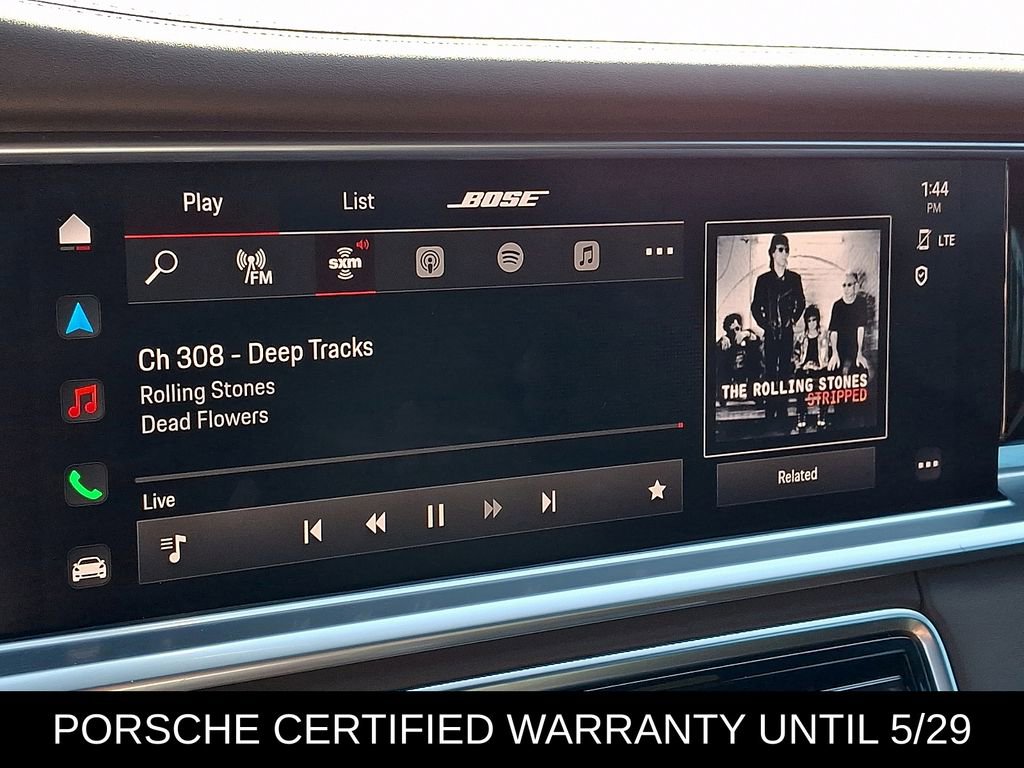 Play
List
BOSE
1:44
PM
FM
sxm
LTE
Ch 308 - Deep Tracks
Rolling Stones
Dead Flowers
THE ROLLING STONES
STRIPPED
Live
Related
PORSCHE CERTIFIED WARRANTY UNTIL 5/29